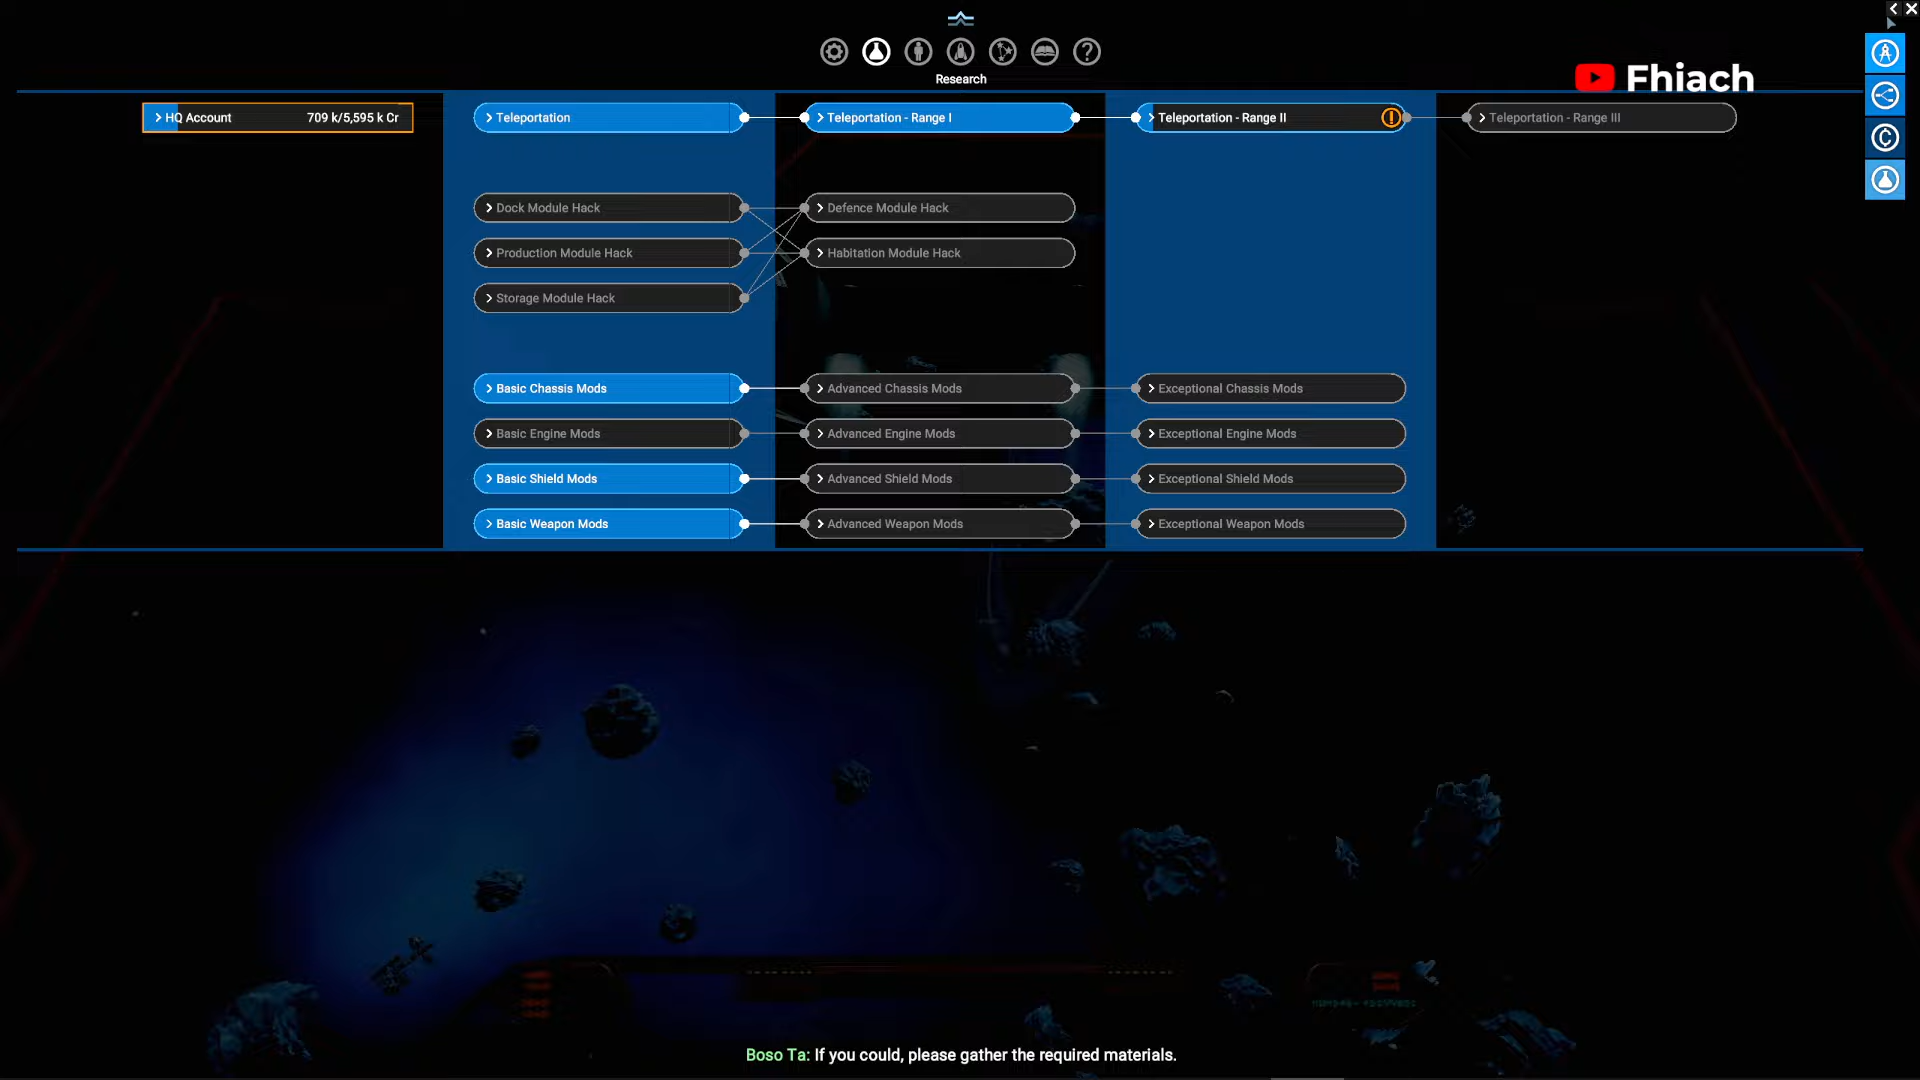 Research
Fhiach
HQ Account 709 k/5,595 k Cr
Teleportation
Teleportation - Range I
Teleportation - Range II
Teleportation - Range III
Dock Module Hack
Defence Module Hack
Production Module Hack
Habitation Module Hack
Storage Module Hack
Basic Chassis Mods
Advanced Chassis Mods
Exceptional Chassis Mods
Basic Engine Mods
Advanced Engine Mods
Exceptional Engine Mods
Basic Shield Mods
Advanced Shield Mods
Exceptional Shield Mods
Basic Weapon Mods
Advanced Weapon Mods
Exceptional Weapon Mods
Boso Ta: If you could, please gather the required materials.